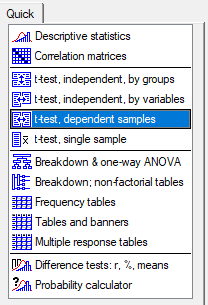 Quick
Descriptive statistics
Correlation matrices
t-test, independent, by groups
t-test, independent, by variables
t-test, dependent samples
t-test, single sample
Breakdown & one-way ANOVA
Breakdown; non-factorial tables
Frequency tables
Tables and banners
Multiple response tables
Difference tests: r, %, means
Probability calculator